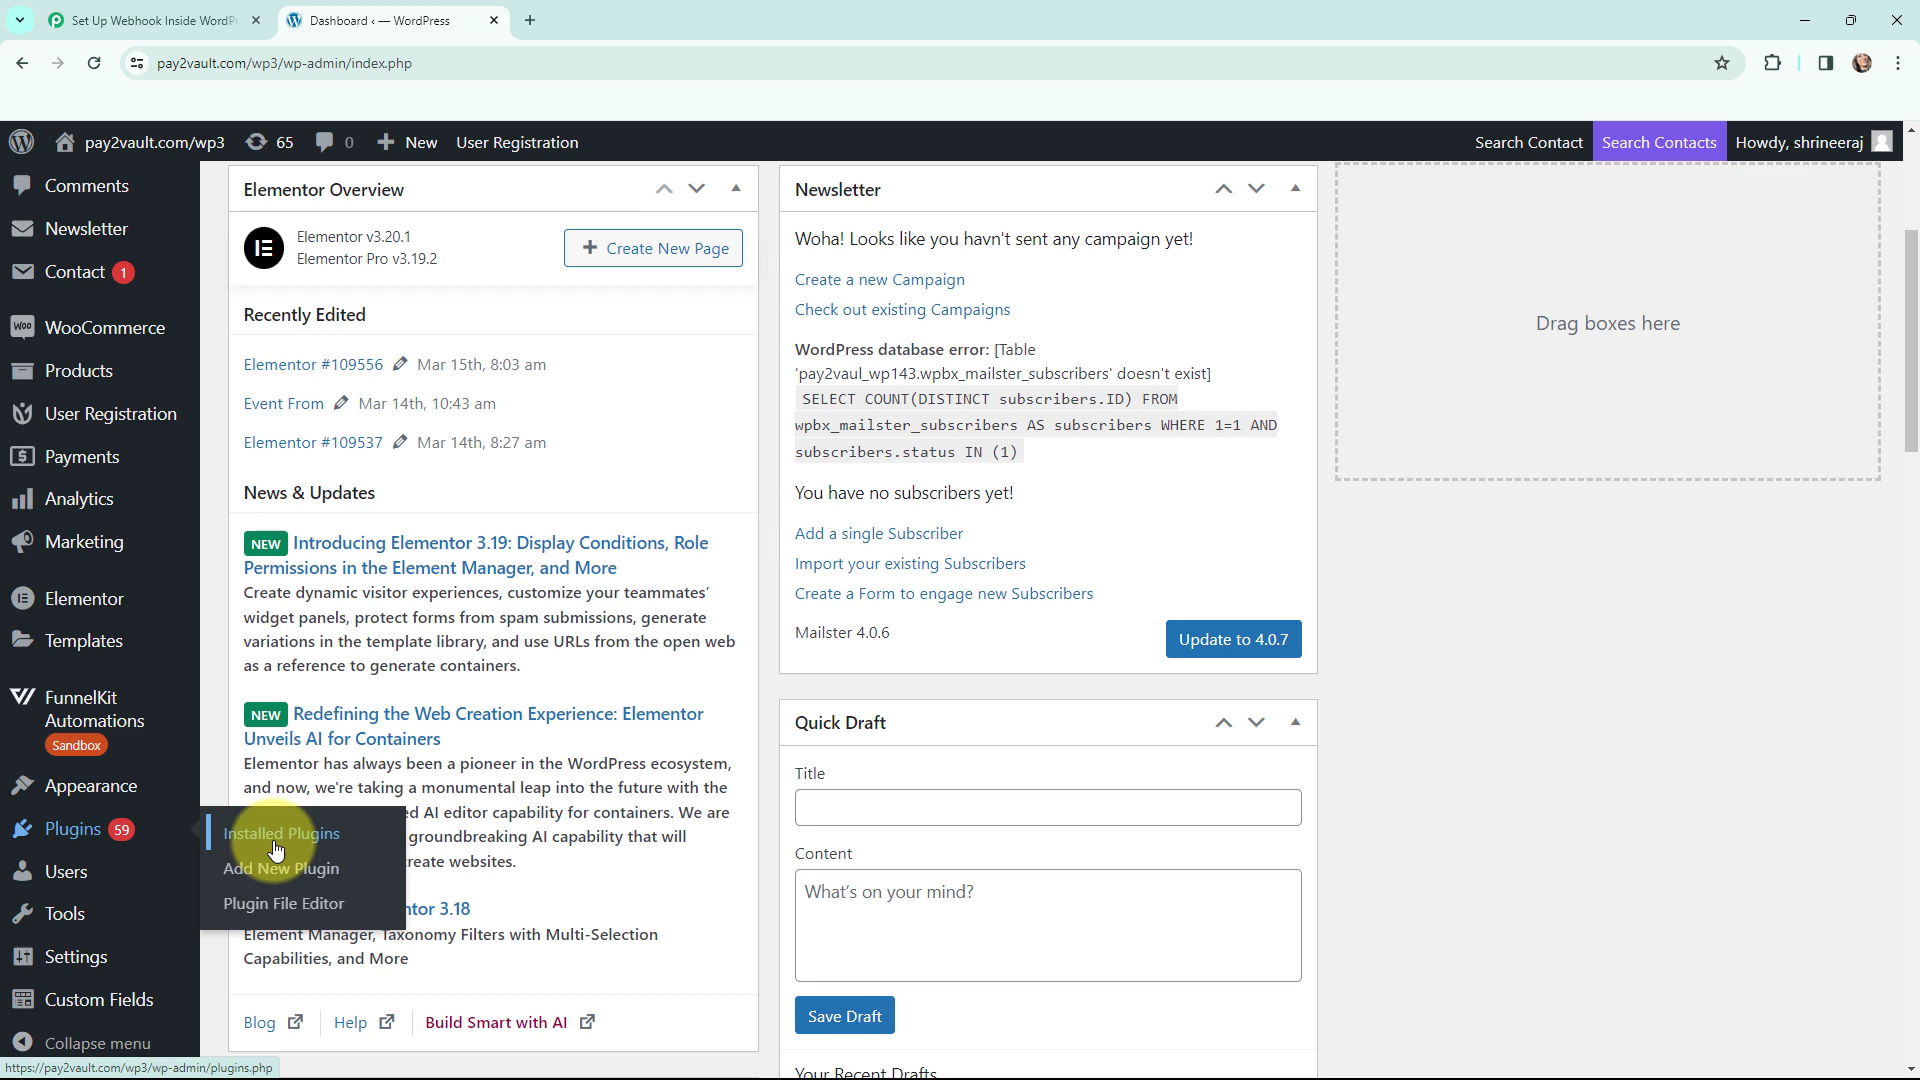 Set Up Webhook Inside WordP
Dashboard ‹ — WordPress
pay2vault.com/wp3/wp-admin/index.php
pay2vault.com/wp3
65
0
New
User Registration
Search Contact
Search Contacts
Howdy, shrineeraj
Comments
Newsletter
Contact 1
WooCommerce
Products
User Registration
Payments
Analytics
Marketing
Elementor
Templates
FunnelKit
Automations
Sandbox
Appearance
Plugins 59
Users
Tools
Settings
Custom Fields
Collapse menu
Installed Plugins
Add New Plugin
Plugin File Editor
Elementor Overview
Elementor v3.20.1
Elementor Pro v3.19.2
Create New Page
Recently Edited
Elementor #109556 Mar 15th, 8:03 am
Event From Mar 14th, 10:43 am
Elementor #109537 Mar 14th, 8:27 am
News & Updates
NEW Introducing Elementor 3.19: Display Conditions, Role
Permissions in the Element Manager, and More
Create dynamic visitor experiences, customize your teammates’
widget panels, protect forms from spam submissions, generate
variations in the template library, and use URLs from the open web
as a reference to generate containers.
NEW Redefining the Web Creation Experience: Elementor
Unveils AI for Containers
Elementor has always been a pioneer in the WordPress ecosystem,
and now, we're taking a monumental leap into the future with the
ed AI editor capability for containers. We are
groundbreaking AI capability that will
create websites.
ntor 3.18
Element Manager, Taxonomy Filters with Multi-Selection
Capabilities, and More
Blog
Help
Build Smart with AI
Newsletter
Woha! Looks like you havn't sent any campaign yet!
Create a new Campaign
Check out existing Campaigns
WordPress database error: [Table
'pay2vaul_wp143.wpbx_mailster_subscribers' doesn't exist]
SELECT COUNT(DISTINCT subscribers.ID) FROM
wpbx_mailster_subscribers AS subscribers WHERE 1=1 AND
subscribers.status IN (1)
You have no subscribers yet!
Add a single Subscriber
Import your existing Subscribers
Create a Form to engage new Subscribers
Mailster 4.0.6
Update to 4.0.7
Quick Draft
Title
Content
What's on your mind?
Save Draft
Your Recent Drafts
Drag boxes here
https://pay2vault.com/wp3/wp-admin/plugins.php